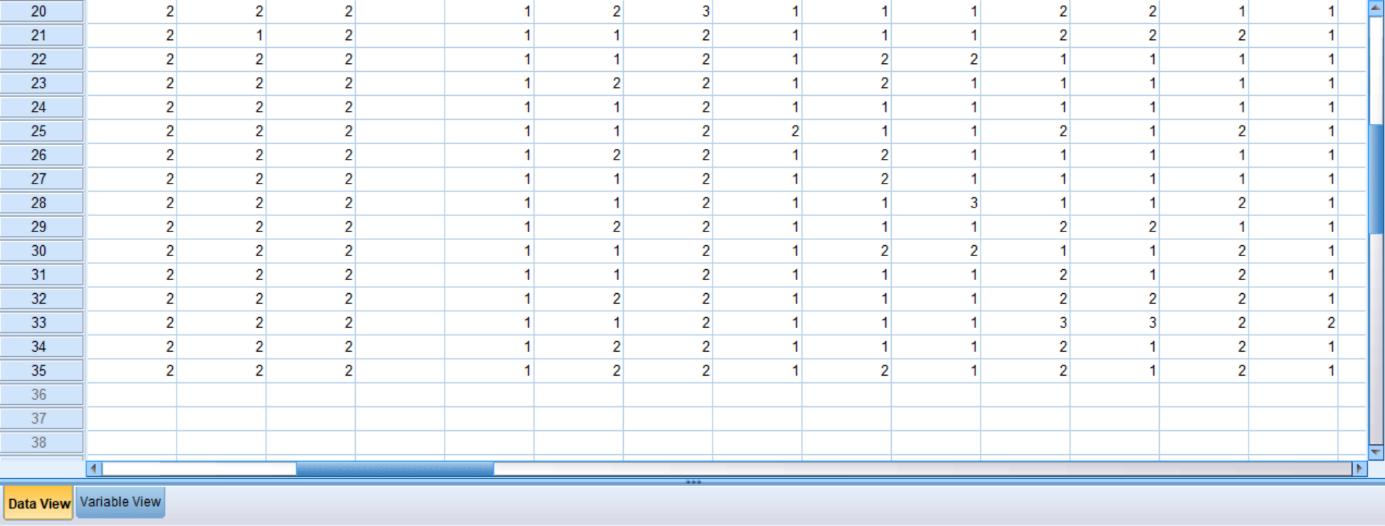 20 2 2 2 1 2 3 1 1 1 2 2 1 1
21 2 1 2 1 1 2 1 1 1 2 2 2 1
22 2 2 2 1 1 2 1 2 2 1 1 1 1
23 2 2 2 1 2 2 1 2 1 1 1 1 1
24 2 2 2 1 1 2 1 1 1 1 1 1 1
25 2 2 2 1 1 2 2 1 1 2 1 2 1
26 2 2 2 1 2 2 1 2 1 1 1 1 1
27 2 2 2 1 1 2 1 2 1 1 1 1 1
28 2 2 2 1 1 2 1 1 3 1 1 2 1
29 2 2 2 1 2 2 1 1 1 2 2 1 1
30 2 2 2 1 1 2 1 2 2 1 1 2 1
31 2 2 2 1 1 2 1 1 1 2 1 2 1
32 2 2 2 1 2 2 1 1 1 2 2 2 1
33 2 2 2 1 1 2 1 1 1 3 3 2 2
34 2 2 2 1 2 2 1 1 1 2 1 2 1
35 2 2 2 1 2 2 1 2 1 2 1 2 1
36
37
38
Data View Variable View